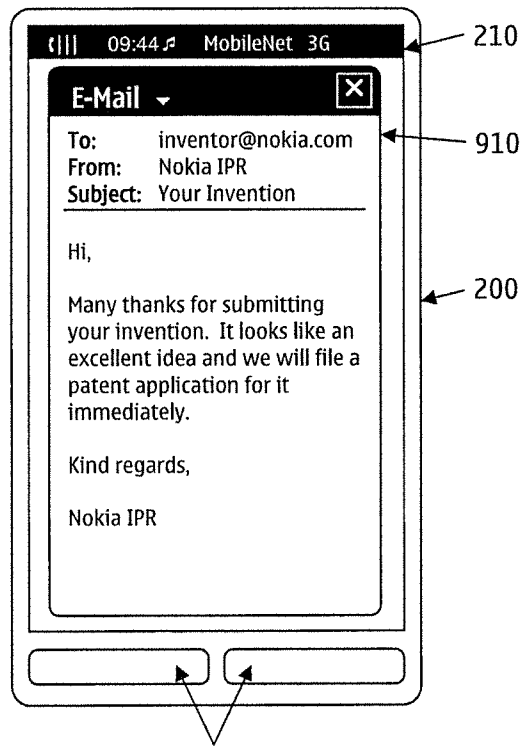 09:44 MobileNet 3G
210
E-Mail
To: inventor@nokia.com
910
From: Nokia IPR
Subject: Your Invention
Hi,
200
Many thanks for submitting
your invention. It looks like an
excellent idea and we will file a
patent application for it
immediately.
Kind regards,
Nokia IPR